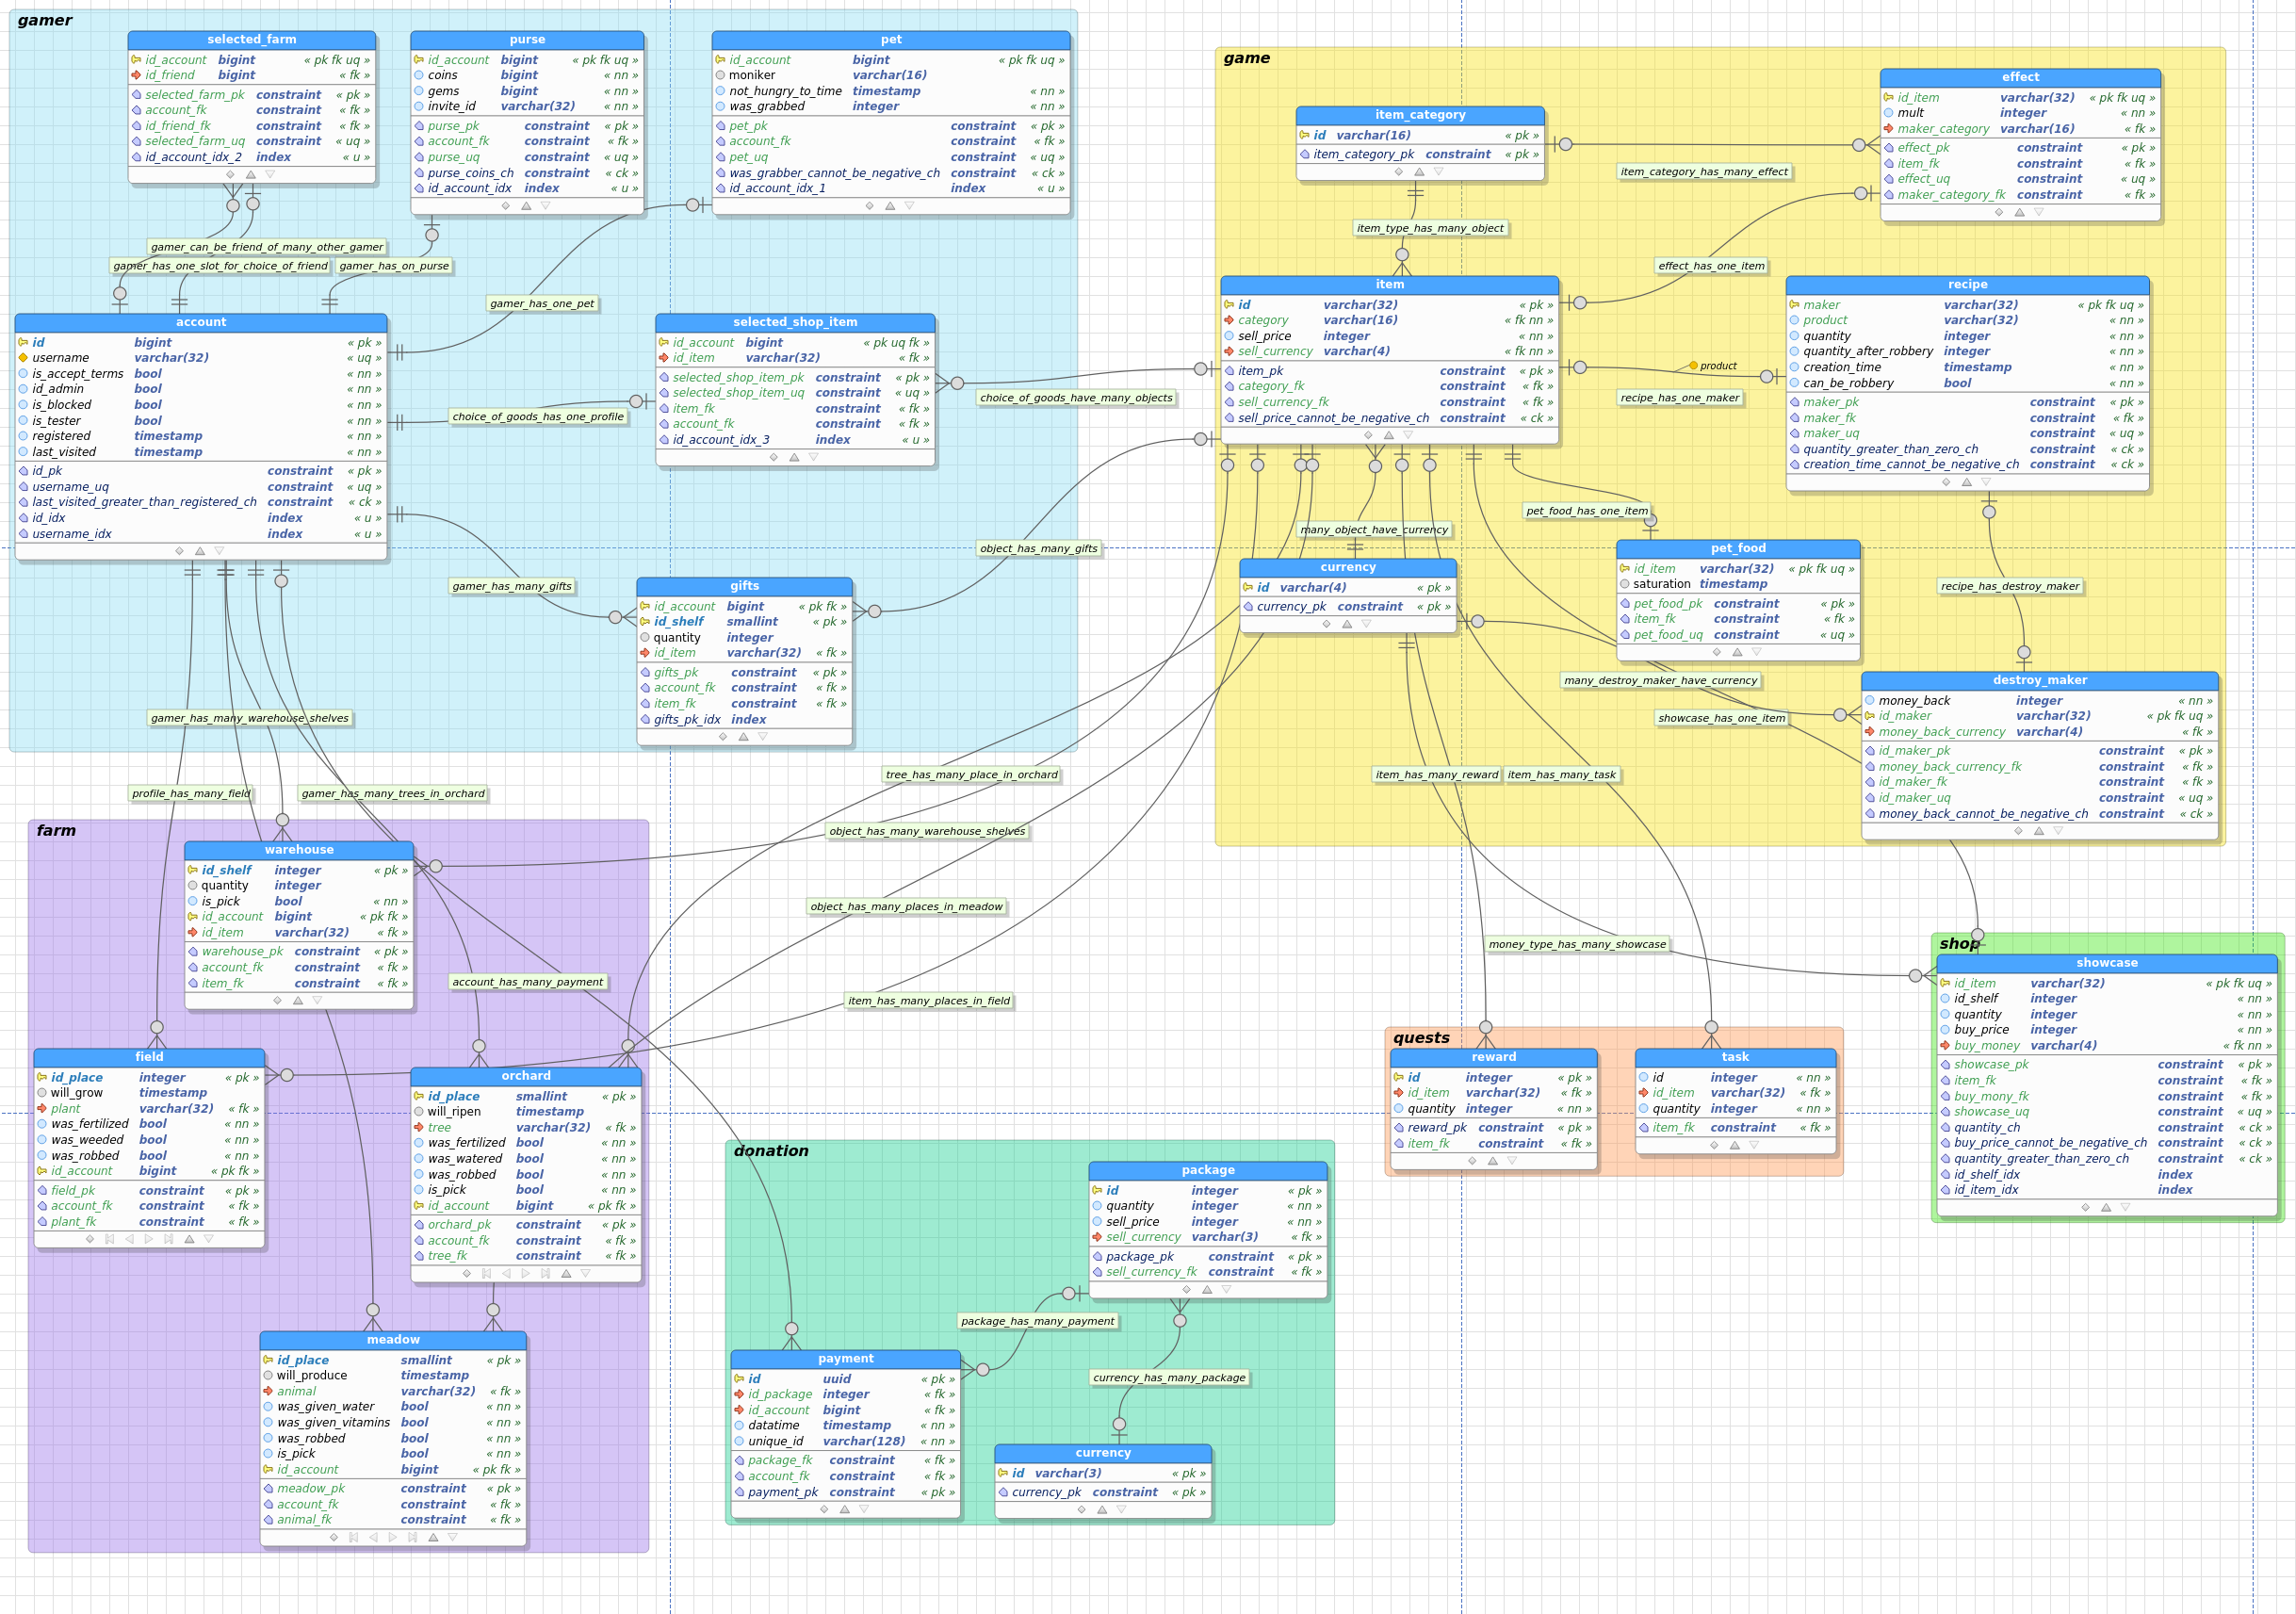 gamer
selected_farm
id_account bigint « pk fk uq »
id_friend bigint « fk »
selected_farm_pk constraint « pk »
account_fk constraint « fk »
id_friend_fk constraint « fk »
selected_farm_uq constraint « uq »
id_account_idx_2 index « u »
purse
id_account bigint « pk fk uq »
coins bigint « nn »
gems bigint « nn »
invite_id varchar(32) « nn »
purse_pk constraint « pk »
account_fk constraint « fk »
purse_uq constraint « uq »
purse_coins_ch constraint « ck »
id_account_idx index « u »
pet
id_account bigint « pk fk uq »
moniker varchar(16)
not_hungry_to_time timestamp « nn »
was_grabbed integer « nn »
pet_pk constraint « pk »
account_fk constraint « fk »
pet_uq constraint « uq »
was_grabber_cannot_be_negative_ch constraint « ck »
id_account_idx_1 index « u »
gamer_can_be_friend_of_many_other_gamer
gamer_has_one_slot_for_choice_of_friend
gamer_has_on_purse
gamer_has_one_pet
account
id bigint « pk »
username varchar(32) « uq »
is_accept_terms bool « nn »
id_admin bool « nn »
is_blocked bool « nn »
is_tester bool « nn »
registered timestamp « nn »
last_visited timestamp « nn »
id_pk constraint « pk »
username_uq constraint « uq »
last_visited_greater_than_registered_ch constraint « ck »
id_idx index « u »
username_idx index « u »
selected_shop_item
id_account bigint « pk uq fk »
id_item varchar(32) « fk »
selected_shop_item_pk constraint « pk »
selected_shop_item_uq constraint « uq »
item_fk constraint « fk »
account_fk constraint « fk »
id_account_idx_3 index « u »
choice_of_goods_has_one_profile
choice_of_goods_have_many_objects
object_has_many_gifts
gamer_has_many_gifts
gifts
id_account bigint « pk fk »
id_shelf smallint « pk »
quantity integer
id_item varchar(32) « fk »
gifts_pk constraint « pk »
account_fk constraint « fk »
item_fk constraint « fk »
gifts_pk_idx index
game
item_category
id varchar(16) « pk »
item_category_pk constraint « pk »
effect
id_item varchar(32) « pk fk uq »
mult integer « nn »
maker_category varchar(16) « fk »
effect_pk constraint « pk »
item_fk constraint « fk »
effect_uq constraint « uq »
maker_category_fk constraint « fk »
item_category_has_many_effect
item_type_has_many_object
effect_has_one_item
item
id varchar(32) « pk »
category varchar(16) « fk nn »
sell_price integer « nn »
sell_currency varchar(4) « fk nn »
item_pk constraint « pk »
category_fk constraint « fk »
sell_currency_fk constraint « fk »
sell_price_cannot_be_negative_ch constraint « ck »
recipe
maker varchar(32) « pk fk uq »
product varchar(32) « nn »
quantity integer « nn »
quantity_after_robbery integer « nn »
creation_time timestamp « nn »
can_be_robbery bool « nn »
maker_pk constraint « pk »
maker_fk constraint « fk »
maker_uq constraint « uq »
quantity_greater_than_zero_ch constraint « ck »
creation_time_cannot_be_negative_ch constraint « ck »
product
recipe_has_one_maker
pet_food_has_one_item
many_object_have_currency
currency
id varchar(4) « pk »
currency_pk constraint « pk »
pet_food
id_item varchar(32) « pk fk uq »
saturation timestamp
pet_food_pk constraint « pk »
item_fk constraint « fk »
pet_food_uq constraint « uq »
recipe_has_destroy_maker
many_destroy_maker_have_currency
showcase_has_one_item
destroy_maker
money_back integer « nn »
id_maker varchar(32) « pk fk uq »
money_back_currency varchar(4) « fk »
id_maker_pk constraint « pk »
money_back_currency_fk constraint « fk »
id_maker_fk constraint « fk »
id_maker_uq constraint « uq »
money_back_cannot_be_negative_ch constraint « ck »
gamer_has_many_warehouse_shelves
profile_has_many_field
gamer_has_many_trees_in_orchard
tree_has_many_place_in_orchard
object_has_many_warehouse_shelves
object_has_many_places_in_meadow
item_has_many_places_in_field
item_has_many_reward
item_has_many_task
money_type_has_many_showcase
account_has_many_payment
farm
warehouse
id_shelf integer « pk »
quantity integer
is_pick bool « nn »
id_account bigint « pk fk »
id_item varchar(32) « fk »
warehouse_pk constraint « pk »
account_fk constraint « fk »
item_fk constraint « fk »
field
id_place integer « pk »
will_grow timestamp
plant varchar(32) « fk »
was_fertilized bool « nn »
was_weeded bool « nn »
was_robbed bool « nn »
id_account bigint « pk fk »
field_pk constraint « pk »
account_fk constraint « fk »
plant_fk constraint « fk »
orchard
id_place smallint « pk »
will_ripen timestamp
tree varchar(32) « fk »
was_fertilized bool « nn »
was_watered bool « nn »
was_robbed bool « nn »
is_pick bool « nn »
id_account bigint « pk fk »
orchard_pk constraint « pk »
account_fk constraint « fk »
tree_fk constraint « fk »
meadow
id_place smallint « pk »
will_produce timestamp
animal varchar(32) « fk »
was_given_water bool « nn »
was_given_vitamins bool « nn »
was_robbed bool « nn »
is_pick bool « nn »
id_account bigint « pk fk »
meadow_pk constraint « pk »
account_fk constraint « fk »
animal_fk constraint « fk »
donation
package
id integer « pk »
quantity integer « nn »
sell_price integer « nn »
sell_currency varchar(3) « fk »
package_pk constraint « pk »
sell_currency_fk constraint « fk »
package_has_many_payment
currency_has_many_package
payment
id uuid « pk »
id_package integer « fk »
id_account bigint « fk »
datatime timestamp « nn »
unique_id varchar(128) « nn »
package_fk constraint « fk »
account_fk constraint « fk »
payment_pk constraint « pk »
currency
id varchar(3) « pk »
currency_pk constraint « pk »
quests
reward
id integer « pk »
id_item varchar(32) « fk »
quantity integer « nn »
reward_pk constraint « pk »
item_fk constraint « fk »
task
id integer « nn »
id_item varchar(32) « fk »
quantity integer « nn »
item_fk constraint « fk »
shop
showcase
id_item varchar(32) « pk fk uq »
id_shelf integer « nn »
quantity integer « nn »
buy_price integer « nn »
buy_money varchar(4) « fk nn »
showcase_pk constraint « pk »
item_fk constraint « fk »
buy_mony_fk constraint « fk »
showcase_uq constraint « uq »
quantity_ch constraint « ck »
buy_price_cannot_be_negative_ch constraint « ck »
quantity_greater_than_zero_ch constraint « ck »
id_shelf_idx index
id_item_idx index